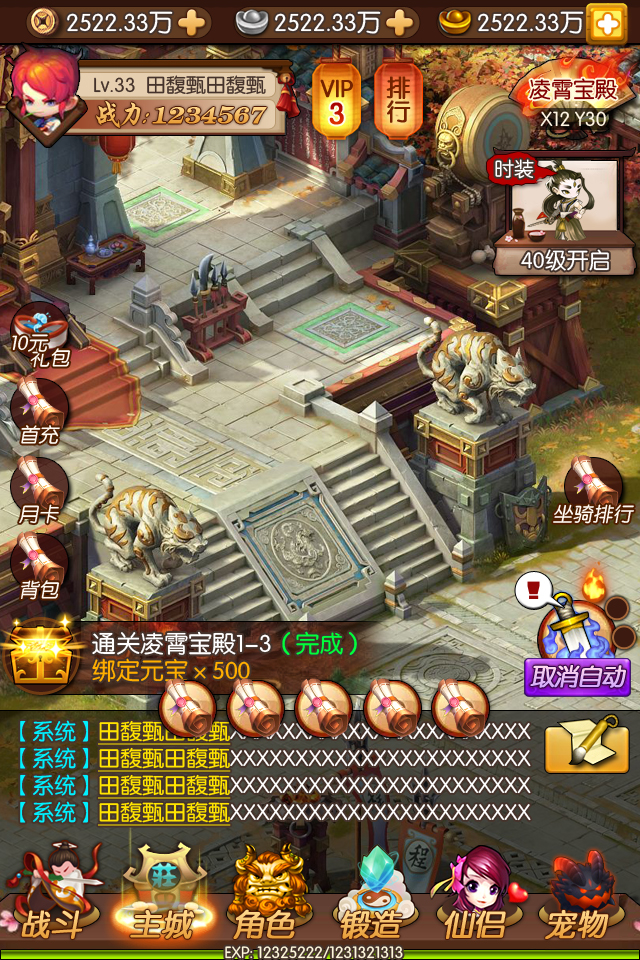 2522.33万 2522.33万 2522.33万
Lv.33 田馥甄田馥甄
战力:1234567
VIP
3
排
行
凌霄宝殿
X12 Y30
时装
40级开启
10元
礼包
首充
月卡
背包
坐骑排行
!
取消自动
通关凌霄宝殿1-3(完成)
绑定元宝×500
【系统】田馥甄田馥甄XXXXXXXXXXXXXXXXXXXXXXXX
【系统】田馥甄田馥甄XXXXXXXXXXXXXXXXXXXXXXXX
【系统】田馥甄田馥甄XXXXXXXXXXXXXXXXXXXXXXXX
【系统】田馥甄田馥甄XXXXXXXXXXXXXXXXXXXXXXXX
莊
程
战斗 主城 角色 锻造 仙侣 宠物
EXP: 12325222/1231321313